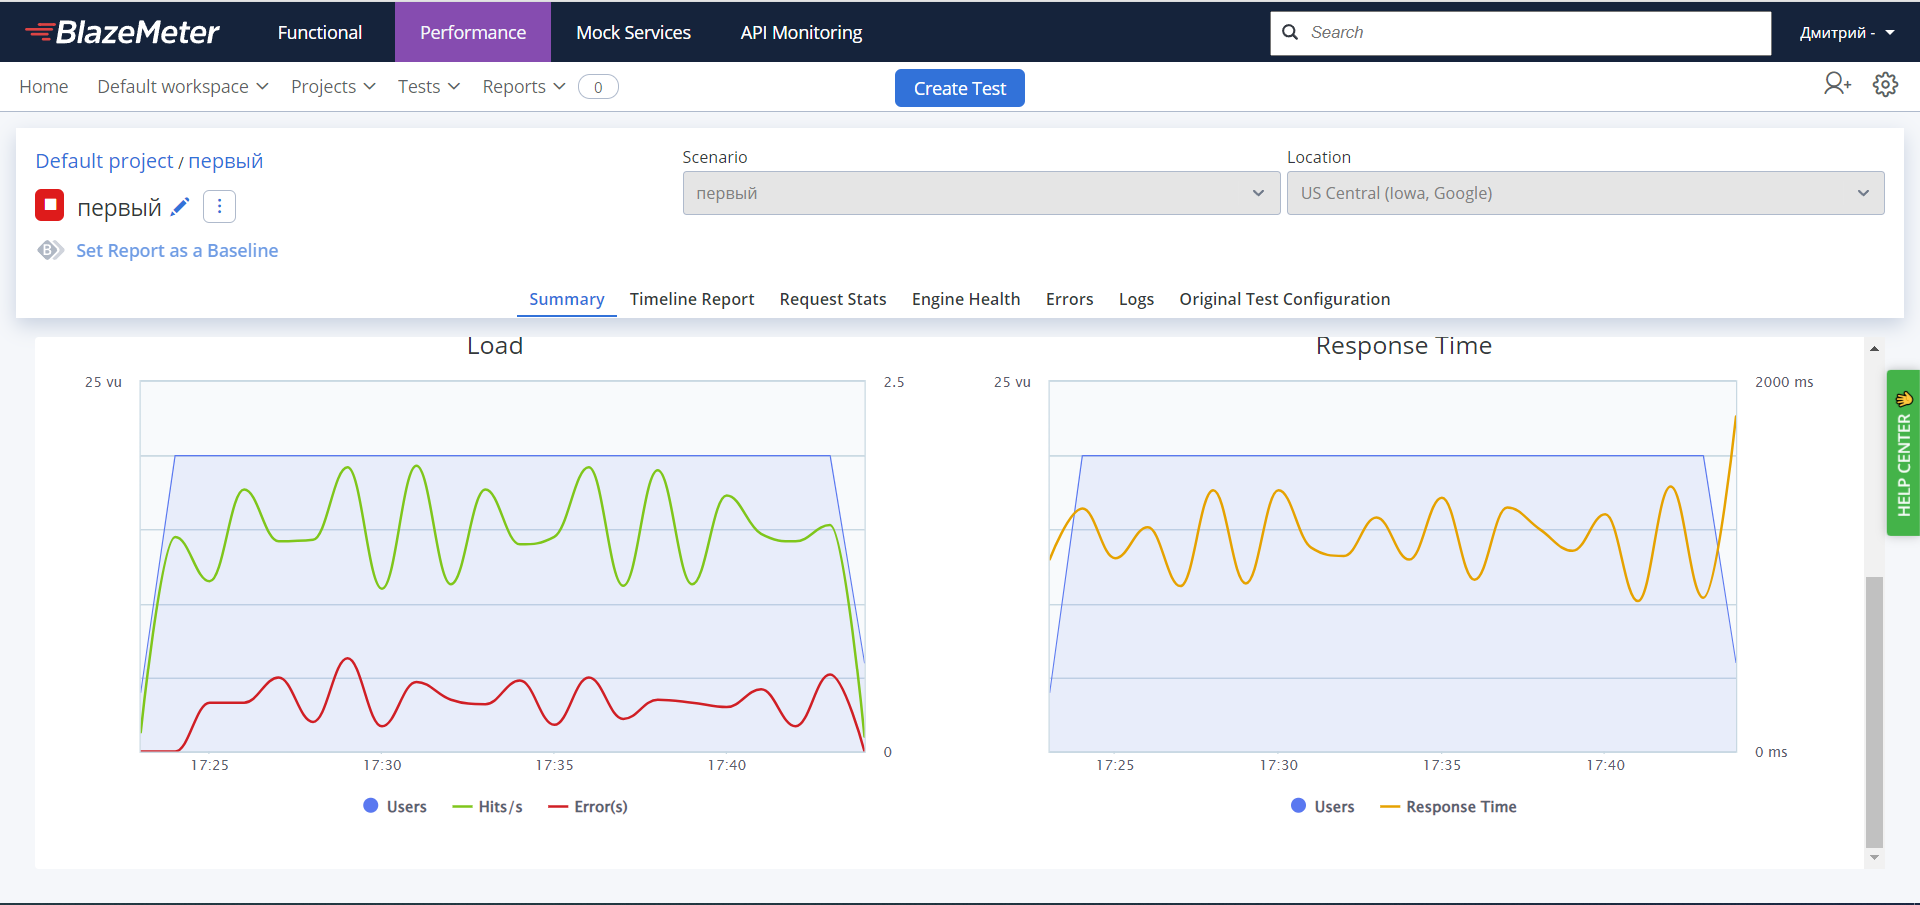 BlazeMeter Functional Performance Mock Services API Monitoring Search Дмитрий -
Home Default workspace Projects Tests Reports 0 Create Test
Default project / первый
первый
Set Report as a Baseline
Scenario
первый
Location
US Central (Iowa, Google)
Summary Timeline Report Request Stats Engine Health Errors Logs Original Test Configuration
Load
25 vu 2.5
0
17:25 17:30 17:35 17:40
Users Hits/s Error(s)
Response Time
25 vu 2000 ms
0 ms
17:25 17:30 17:35 17:40
Users Response Time
HELP CENTER